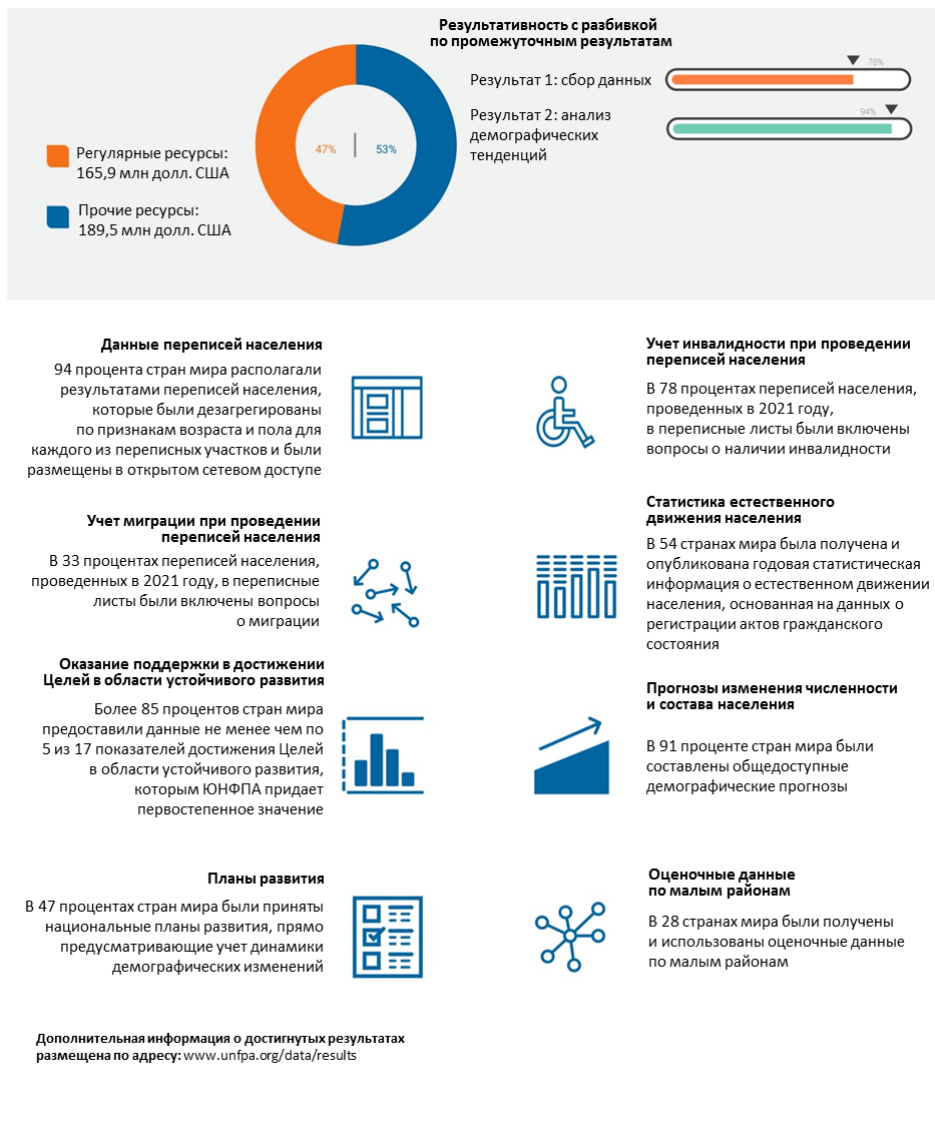 Результативность с разбивкой
по промежуточным результатам
Результат 1: сбор данных
78%
Результат 2: анализ
демографических
тенденций
94%
47%
53%
Регулярные ресурсы:
165,9 млн долл. США
Прочие ресурсы:
189,5 млн долл. США
Данные переписей населения
94 процента стран мира располагали
результатами переписей населения,
которые были дезагрегированы
по признакам возраста и пола для
каждого из переписных участков и были
размещены в открытом сетевом доступе
Учет инвалидности при проведении
переписей населения
В 78 процентах переписей населения,
проведенных в 2021 году,
в переписные листы были включены
вопросы о наличии инвалидности
Учет миграции при проведении
переписей населения
В 33 процентах переписей населения,
проведенных в 2021 году, в переписные
листы были включены вопросы
о миграции
Статистика естественного
движения населения
В 54 странах мира была получена и
опубликована годовая статистическая
информация о естественном движении
населения, основанная на данных о
регистрации актов гражданского
состояния
Оказание поддержки в достижении
Целей в области устойчивого развития
Более 85 процентов стран мира
предоставили данные не менее чем по
5 из 17 показателей достижения Целей
в области устойчивого развития,
которым ЮНФПА придает
первостепенное значение
Прогнозы изменения численности
и состава населения
В 91 проценте стран мира были
составлены общедоступные
демографические прогнозы
Планы развития
В 47 процентах стран мира были приняты
национальные планы развития, прямо
предусматривающие учет динамики
демографических изменений
Оценочные данные
по малым районам
В 28 странах мира были получены
и использованы оценочные данные
по малым районам
Дополнительная информация о достигнутых результатах
размещена по адресу: www.unfpa.org/data/results